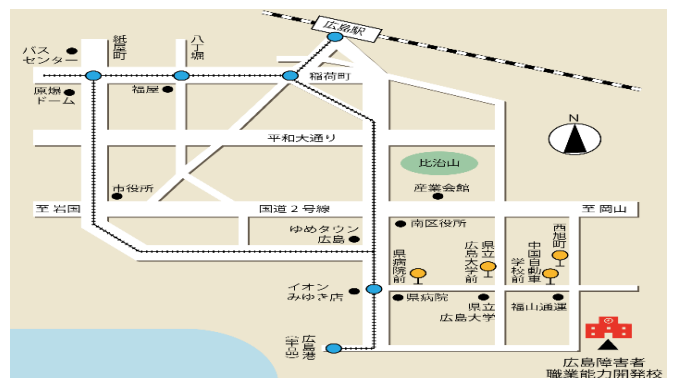 広島駅
紙屋町
八丁堀
バス
センター
原爆
ドーム
福屋
稲荷町
平和大通り
N
比治山
市役所
産業会館
至岩国
国道2号線
至岡山
南区役所
ゆめタウン
広島
県病院前
県立
広島大学前
中国自動車
学校前
西旭町
イオン
みゆき店
県病院
県立
広島大学
福山通運
広島港
(宇品)
広島障害者
職業能力開発校